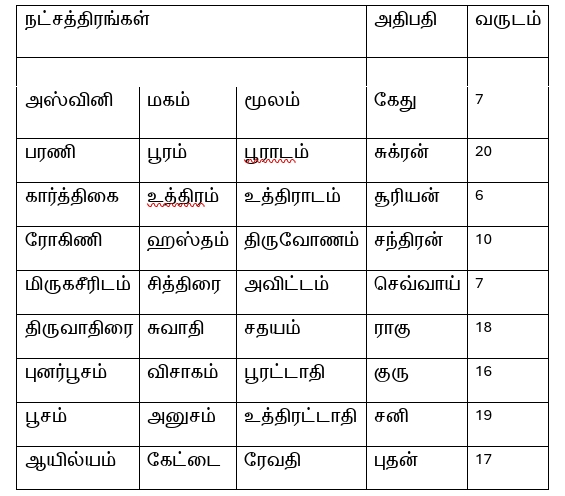 நட்சத்திரங்கள் அதிபதி வருடம்
அஸ்வினி மகம் மூலம் கேது 7
பரணி பூரம் பூராடம் சுக்ரன் 20
கார்த்திகை உத்திரம் உத்திராடம் சூரியன் 6
ரோகிணி ஹஸ்தம் திருவோணம் சந்திரன் 10
மிருகசீரிடம் சித்திரை அவிட்டம் செவ்வாய் 7
திருவாதிரை சுவாதி சதயம் ராகு 18
புனர்பூசம் விசாகம் பூரட்டாதி குரு 16
பூசம் அனுசம் உத்திரட்டாதி சனி 19
ஆயில்யம் கேட்டை ரேவதி புதன் 17